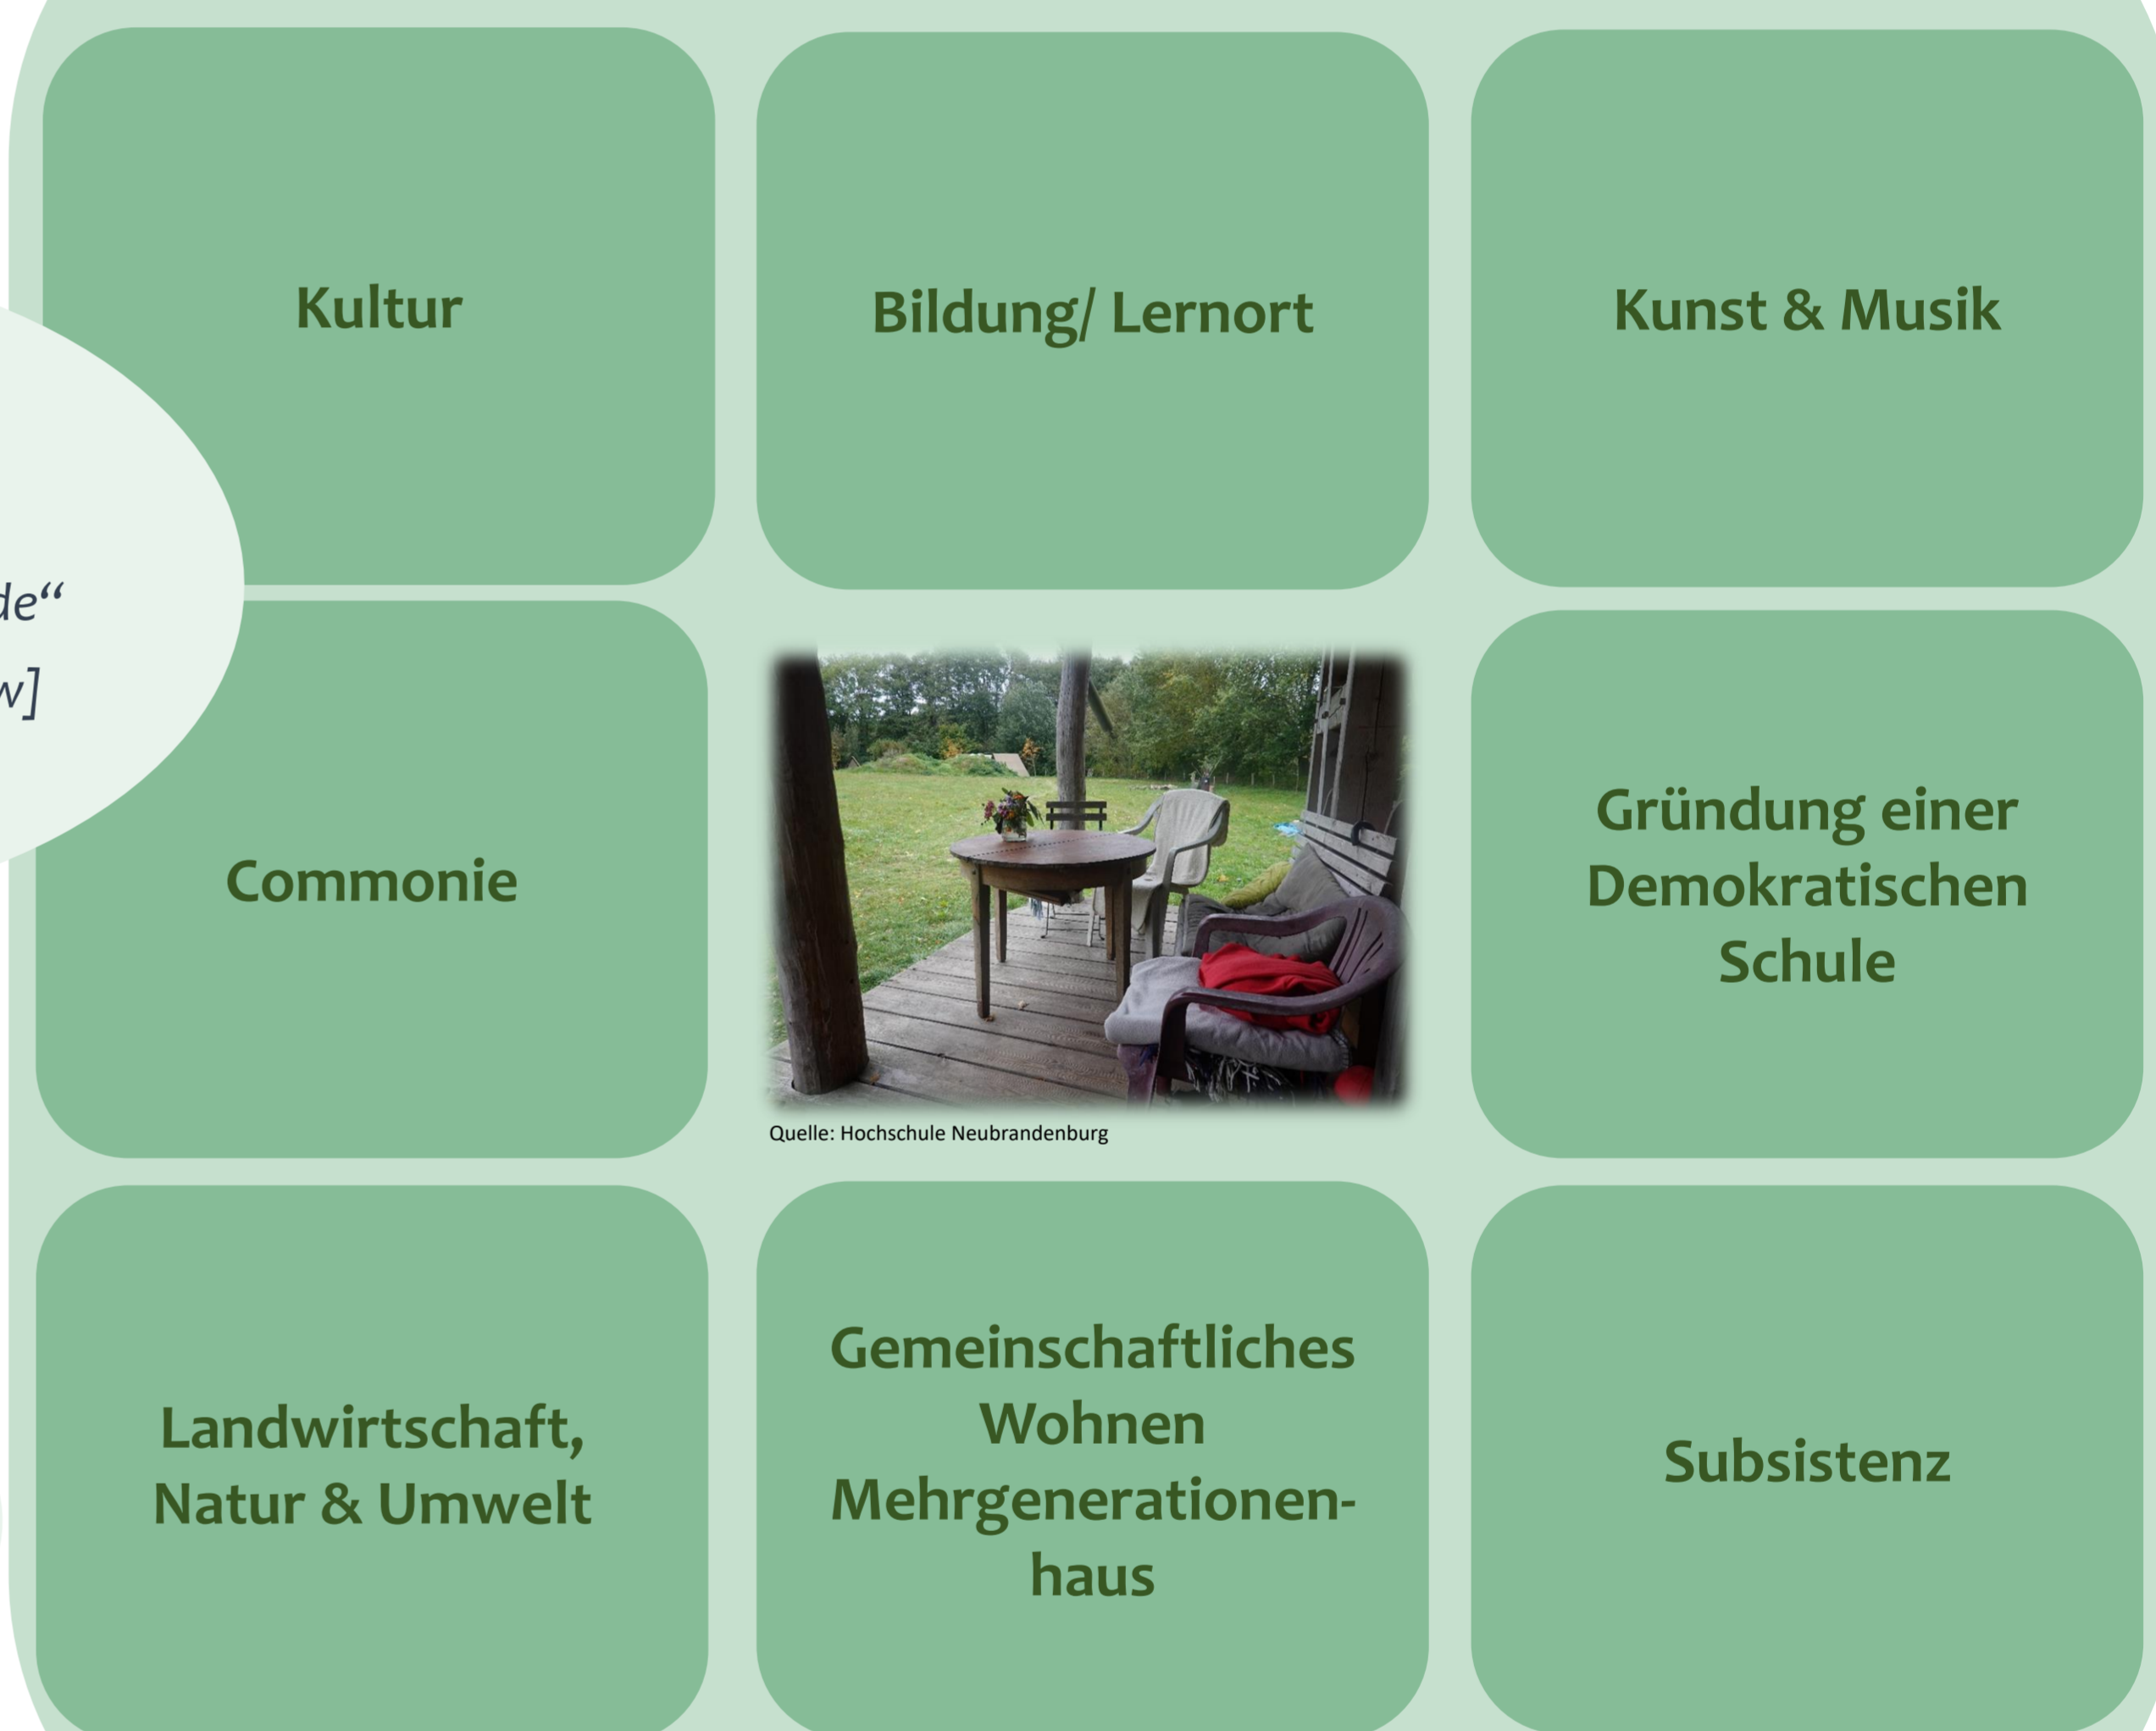 Kultur
Bildung/ Lernort
Kunst & Musik
de“
w]
Commonie
Gründung einer
Demokratischen
Schule
Quelle: Hochschule Neubrandenburg
Landwirtschaft,
Natur & Umwelt
Gemeinschaftliches
Wohnen
Mehrgenerationen-
haus
Subsistenz